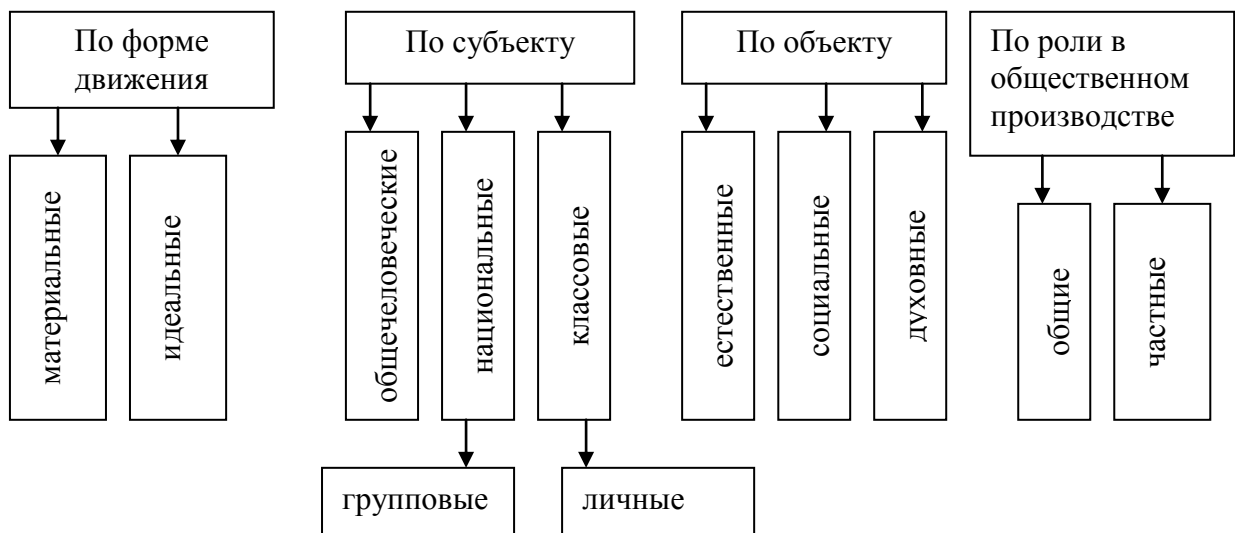 По форме
движения
материальные
идеальные
По субъекту
общечеловеческие
национальные
классовые
групповые
личные
По объекту
естественные
социальные
духовные
По роли в
общественном
производстве
общие
частные